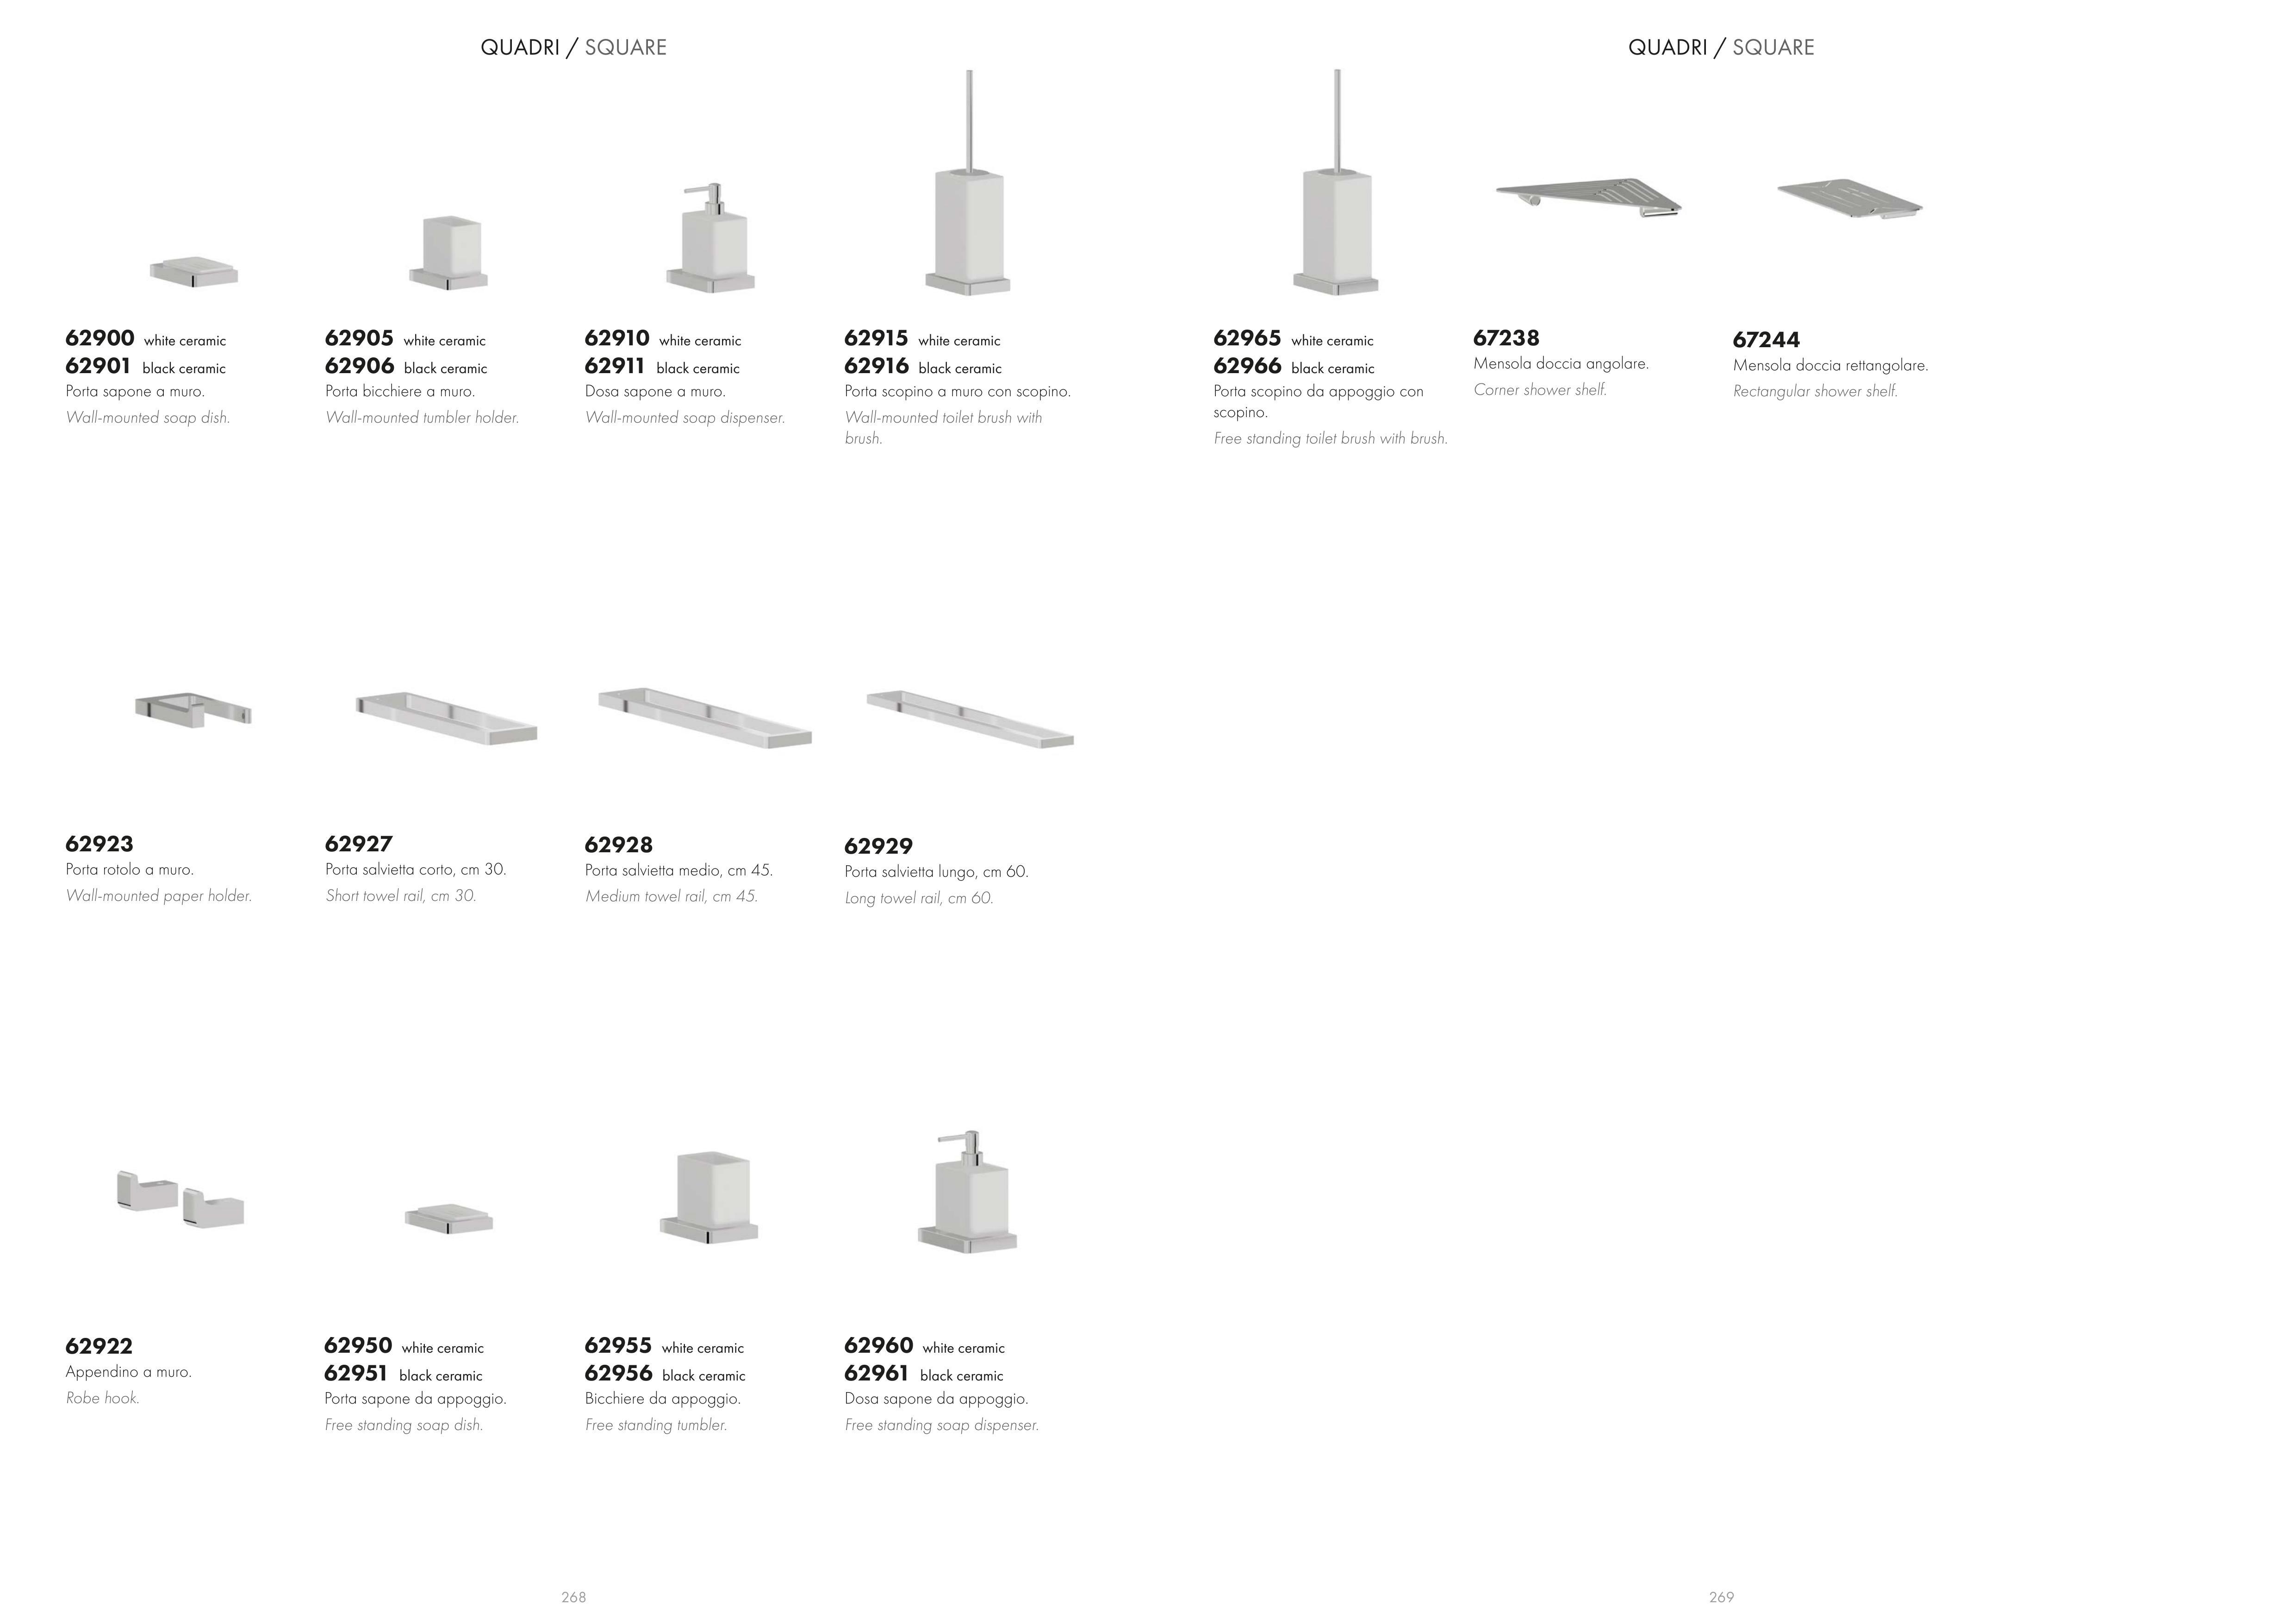 QUADRI / SQUARE
62900 white ceramic
62901 black ceramic
Porta sapone a muro.
Wall-mounted soap dish.
62905 white ceramic
62906 black ceramic
Porta bicchiere a muro.
Wall-mounted tumbler holder.
62910 white ceramic
62911 black ceramic
Dosa sapone a muro.
Wall-mounted soap dispenser.
62915 white ceramic
62916 black ceramic
Porta scopino a muro con scopino.
Wall-mounted toilet brush with
brush.
62923
Porta rotolo a muro.
Wall-mounted paper holder.
62927
Porta salvietta corto, cm 30.
Short towel rail, cm 30.
62928
Porta salvietta medio, cm 45.
Medium towel rail, cm 45.
62929
Porta salvietta lungo, cm 60.
Long towel rail, cm 60.
62922
Appendino a muro.
Robe hook.
62950 white ceramic
62951 black ceramic
Porta sapone da appoggio.
Free standing soap dish.
62955 white ceramic
62956 black ceramic
Bicchiere da appoggio.
Free standing tumbler.
62960 white ceramic
62961 black ceramic
Dosa sapone da appoggio.
Free standing soap dispenser.
268
QUADRI / SQUARE
62965 white ceramic
62966 black ceramic
Porta scopino da appoggio con
scopino.
Free standing toilet brush with brush.
67238
Mensola doccia angolare.
Corner shower shelf.
67244
Mensola doccia rettangolare.
Rectangular shower shelf.
269